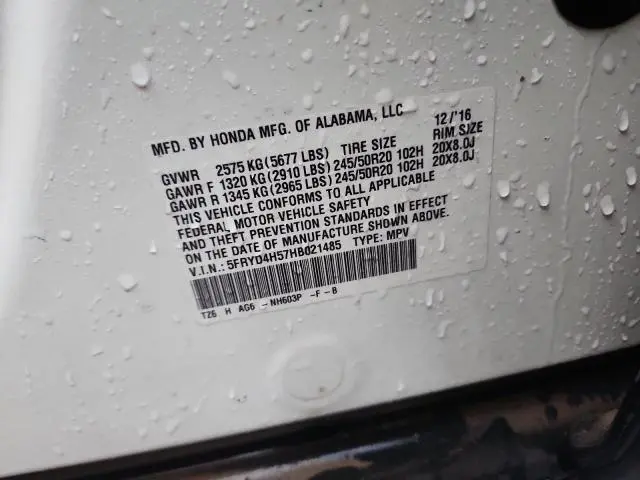 MFD. BY HONDA MFG. OF ALABAMA, LLC 12/'16
GVWR 2575 KG (5677 LBS) TIRE SIZE RIM SIZE
GAWR F 1320 KG (2910 LBS) 245/50R20 102H 20X8.0J
GAWR R 1345 KG (2965 LBS) 245/50R20 102H 20X8.0J
THIS VEHICLE CONFORMS TO ALL APPLICABLE
FEDERAL MOTOR VEHICLE SAFETY
AND THEFT PREVENTION STANDARDS IN EFFECT
ON THE DATE OF MANUFACTURE SHOWN ABOVE.
V.I.N.: 5FRYD4H57HB021485 TYPE: MPV
TZ6 H AG6 -NH603P -F-B